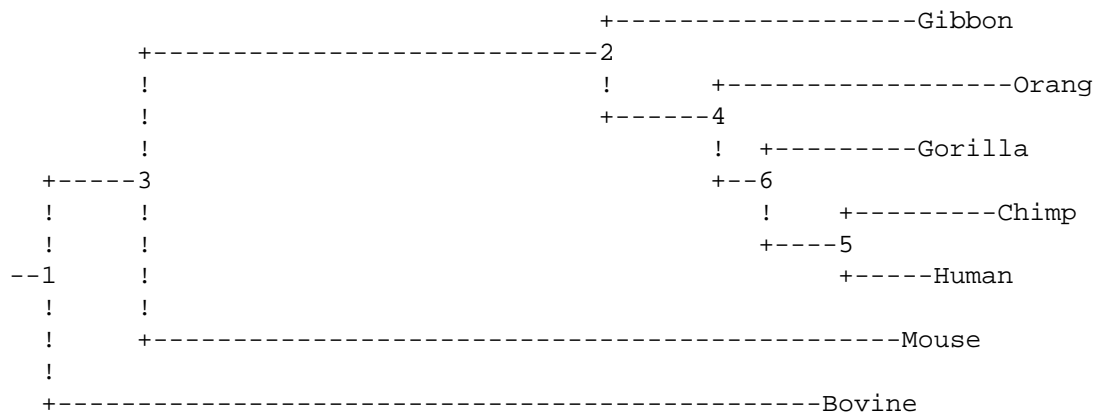 +-------------------Gibbon
        +----------------------------2
        !                            !      +------------------Orang
        !                            +------4
        !                                   !  +---------Gorilla
  +-----3                                   +--6
  !     !                                      !    +---------Chimp
  !     !                                      +----5
--1     !                                           +-----Human
  !     !
  !     +-----------------------------------------------Mouse
  !
  +------------------------------------------------Bovine